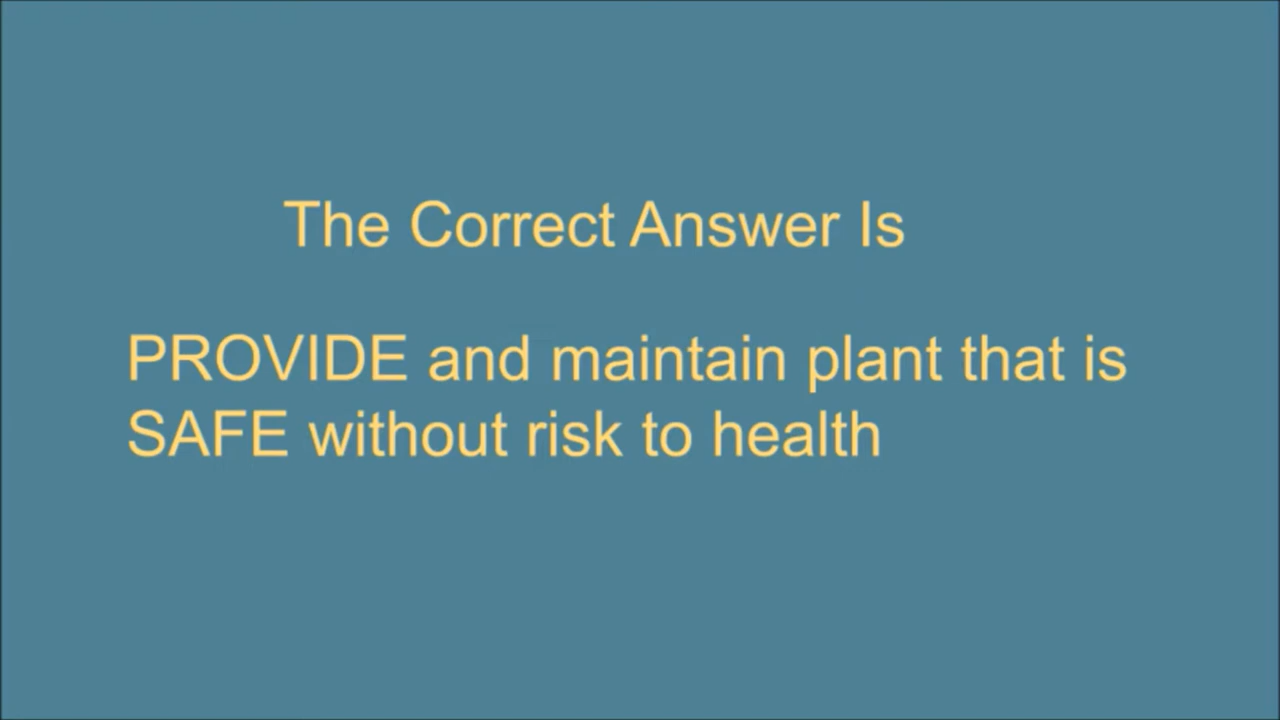 The Correct Answer Is
PROVIDE and maintain plant that is
SAFE without risk to health